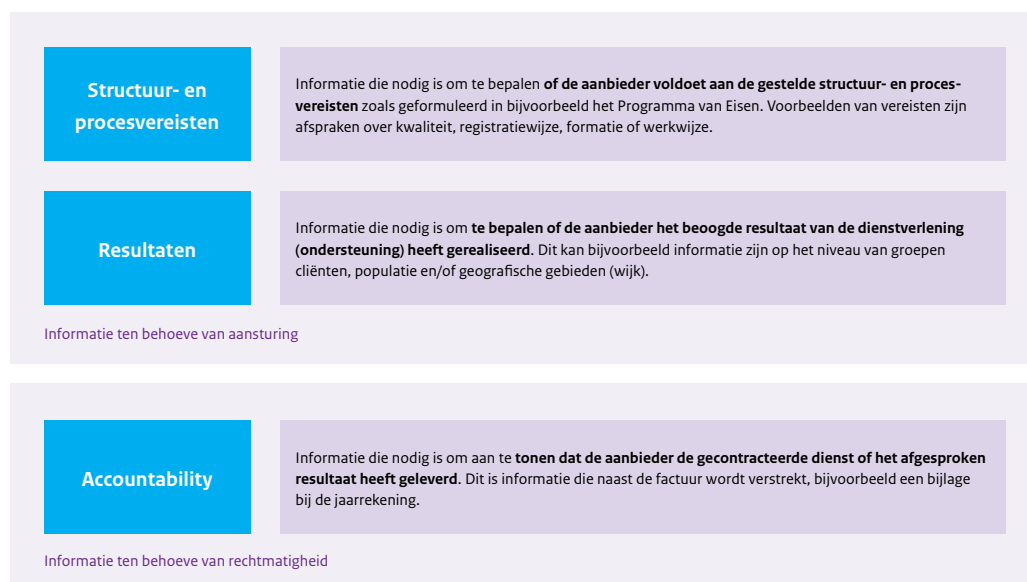 Structuur- en
procesvereisten
Informatie die nodig is om te bepalen of de aanbieder voldoet aan de gestelde structuur- en proces-
vereisten zoals geformuleerd in bijvoorbeeld het Programma van Eisen. Voorbeelden van vereisten zijn
afspraken over kwaliteit, registratiewijze, formatie of werkwijze.
Resultaten
Informatie die nodig is om te bepalen of de aanbieder het beoogde resultaat van de dienstverlening
(ondersteuning) heeft gerealiseerd. Dit kan bijvoorbeeld informatie zijn op het niveau van groepen
cliënten, populatie en/of geografische gebieden (wijk).
Informatie ten behoeve van aansturing
Accountability
Informatie die nodig is om aan te tonen dat de aanbieder de gecontracteerde dienst of het afgesproken
resultaat heeft geleverd. Dit is informatie die naast de factuur wordt verstrekt, bijvoorbeeld een bijlage
bij de jaarrekening.
Informatie ten behoeve van rechtmatigheid